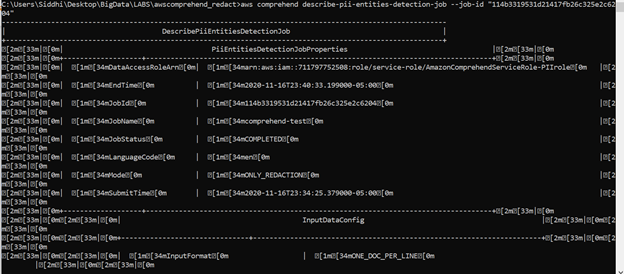 C:\Users\Siddhi\Desktop\BigData\LABS\awscomprehend_redact>aws comprehend describe-pii-entities-detection-job --job-id "114b3319531d21417fb26c325e2c62
04"
-----------------------------------------------------------------------
|                     DescribePiiEntitiesDetectionJob                     |
+-----------------------------------------------------------------------+
⍰[2m⍰[33m|⍰[0m                    PiiEntitiesDetectionJobProperties                    ⍰[2m⍰[33m|⍰[0m
⍰[2m⍰[33m|⍰[0m+-------------------+---------------------------------------------------+⍰[2m⍰[33m|⍰[0m
⍰[2m⍰[33m|⍰[0m|  ⍰[1m⍰[34mDataAccessRoleArn⍰[0m  |  ⍰[1m⍰[34marn:aws:iam::711797752508:role/service-role/AmazonComprehendServiceRole-PIIrole⍰[0m  |⍰[2
m⍰[33m|⍰[0m
⍰[2m⍰[33m|⍰[0m|  ⍰[1m⍰[34mEndTime⍰[0m  |  ⍰[1m⍰[34m2020-11-16T23:40:33.199000-05:00⍰[0m  |⍰[2
m⍰[33m|⍰[0m
⍰[2m⍰[33m|⍰[0m|  ⍰[1m⍰[34mJobId⍰[0m  |  ⍰[1m⍰[34m114b3319531d21417fb26c325e2c6204⍰[0m  |⍰[2
m⍰[33m|⍰[0m
⍰[2m⍰[33m|⍰[0m|  ⍰[1m⍰[34mJobName⍰[0m  |  ⍰[1m⍰[34mcomprehend-test⍰[0m  |⍰[2
m⍰[33m|⍰[0m
⍰[2m⍰[33m|⍰[0m|  ⍰[1m⍰[34mJobStatus⍰[0m  |  ⍰[1m⍰[34mCOMPLETED⍰[0m  |⍰[2
m⍰[33m|⍰[0m
⍰[2m⍰[33m|⍰[0m|  ⍰[1m⍰[34mLanguageCode⍰[0m  |  ⍰[1m⍰[34men⍰[0m  |⍰[2
m⍰[33m|⍰[0m
⍰[2m⍰[33m|⍰[0m|  ⍰[1m⍰[34mMode⍰[0m  |  ⍰[1m⍰[34mONLY_REDACTION⍰[0m  |⍰[2
m⍰[33m|⍰[0m
⍰[2m⍰[33m|⍰[0m|  ⍰[1m⍰[34mSubmitTime⍰[0m  |  ⍰[1m⍰[34m2020-11-16T23:34:25.379000-05:00⍰[0m  |⍰[2
m⍰[33m|⍰[0m
⍰[2m⍰[33m|⍰[0m+-------------------+---------------------------------------------------+⍰[2m⍰[33m|⍰[0m
⍰[2m⍰[33m|⍰[0m⍰[2m⍰[33m|⍰[0m                    InputDataConfig                    ⍰[2m⍰[33m|⍰[0m⍰[2m⍰[33m|⍰[0
m
⍰[2m⍰[33m|⍰[0m⍰[2m⍰[33m|⍰[0m+-------------------+---------------------------------------------------+⍰[2m⍰[33m|⍰[0m⍰[2m⍰[33m|⍰[0m
⍰[2m⍰[33m|⍰[0m⍰[2m⍰[33m|⍰[0m|  ⍰[1m⍰[34mInputFormat⍰[0m  |  ⍰[1m⍰[34mONE_DOC_PER_LINE⍰[0m
|⍰[2m⍰[33m|⍰[0m⍰[2m⍰[33m|⍰[0m